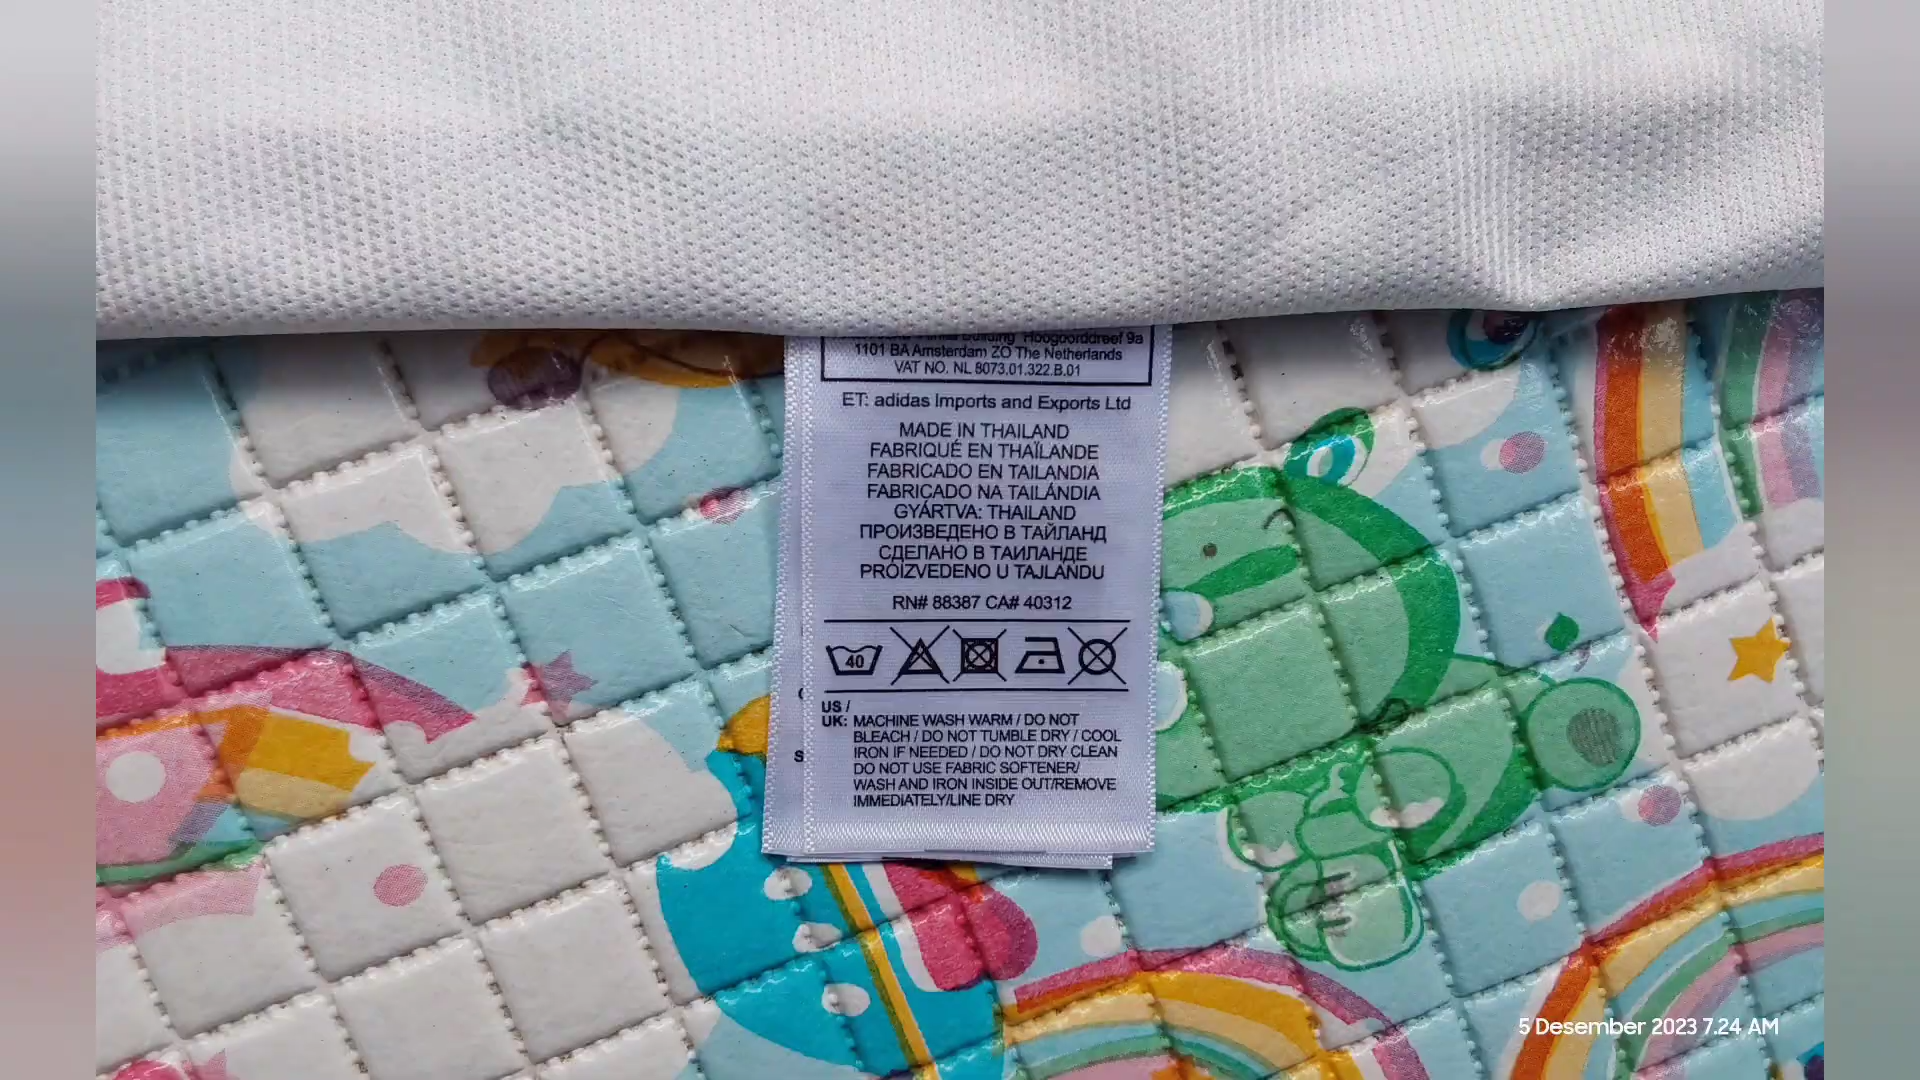 Building Hoogoorddreef 9a
1101 BA Amsterdam ZO The Netherlands
VAT NO. NL 8073.01.322.B.01
ET: adidas Imports and Exports Ltd
MADE IN THAILAND
FABRIQUÉ EN THAÏLANDE
FABRICADO EN TAILANDIA
FABRICADO NA TAILÁNDIA
GYÁRTVA: THAILAND
ПРОИЗВЕДЕНО В ТАЙЛАНД
СДЕЛАНО В ТАИЛАНДЕ
PROIZVEDENO U TAJLANDU
RN# 88387 CA# 40312
40
US /
UK: MACHINE WASH WARM / DO NOT
BLEACH / DO NOT TUMBLE DRY / COOL
IRON IF NEEDED / DO NOT DRY CLEAN
DO NOT USE FABRIC SOFTENER/
WASH AND IRON INSIDE OUT/REMOVE
IMMEDIATELY/LINE DRY
5 Desember 2023 7.24 AM